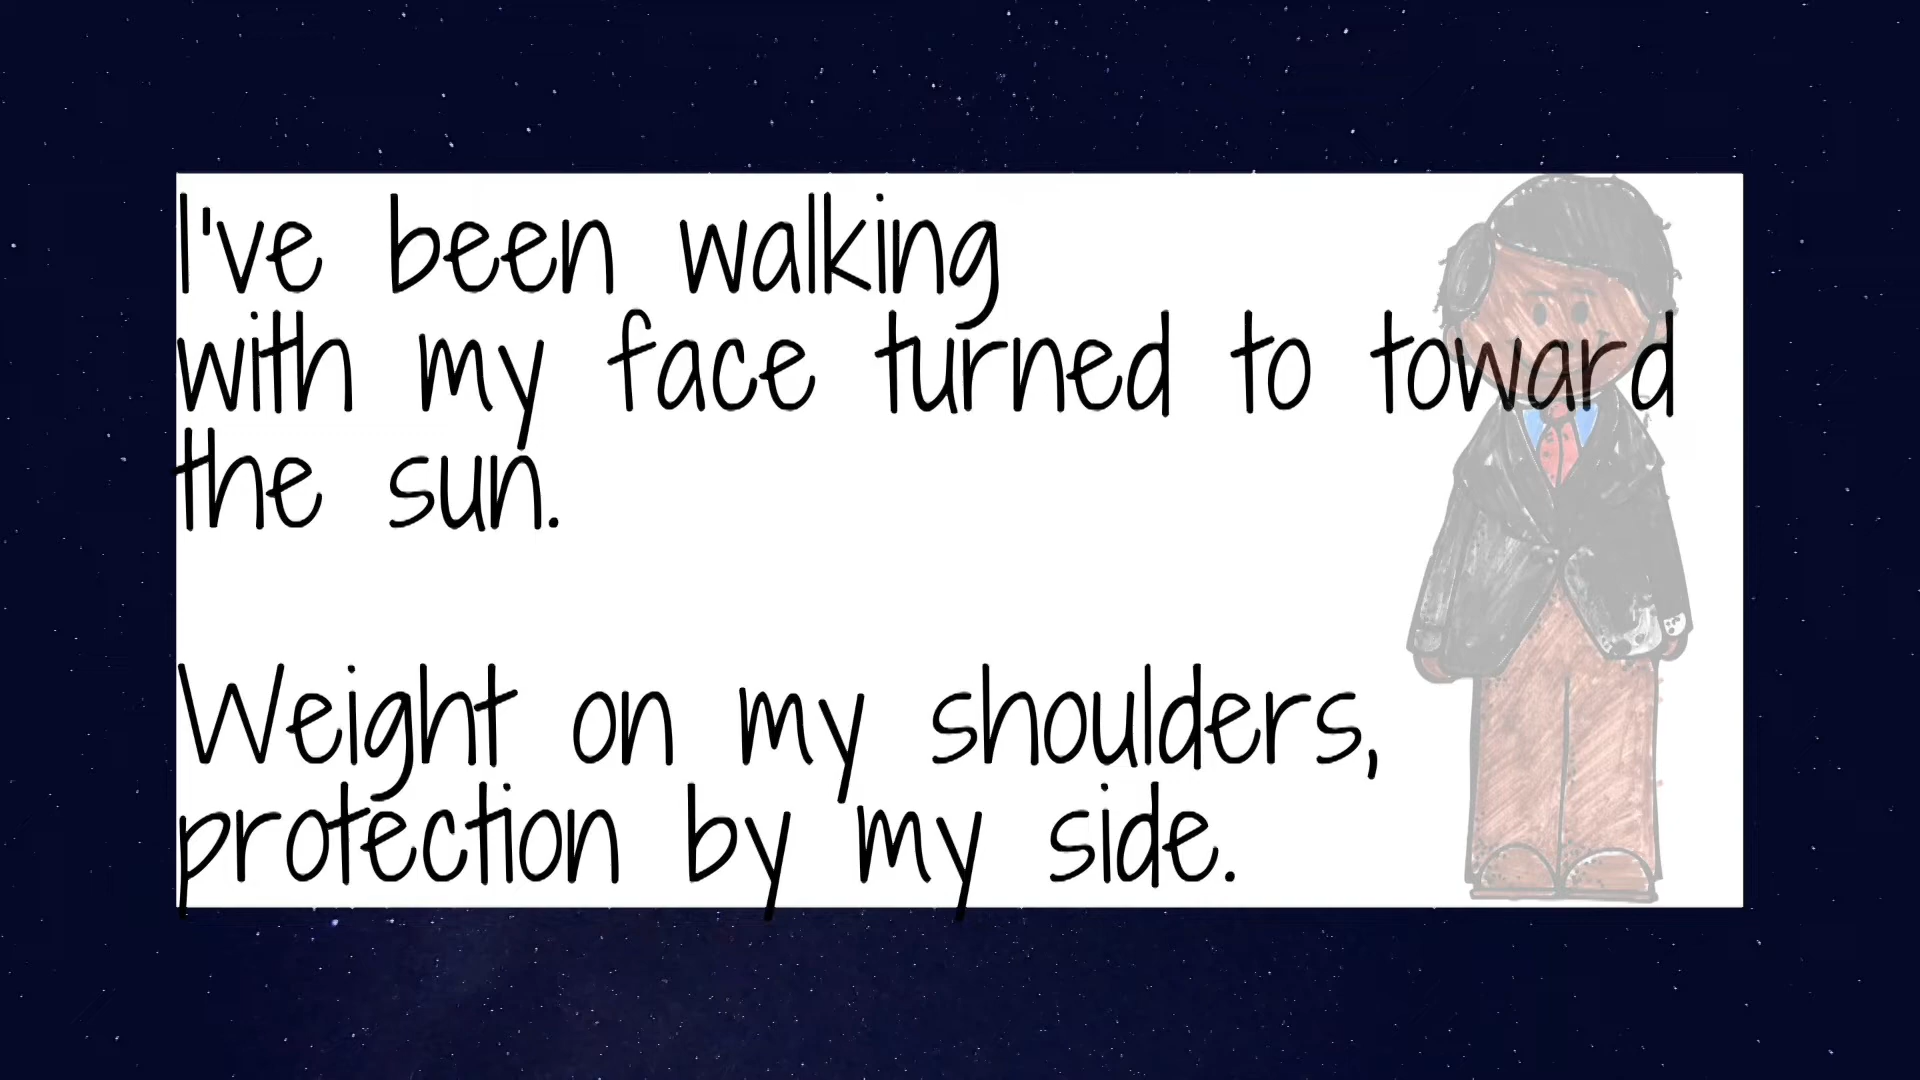 I've been walking
with my face turned to toward
the sun.
Weight on my shoulders,
protection by my side.